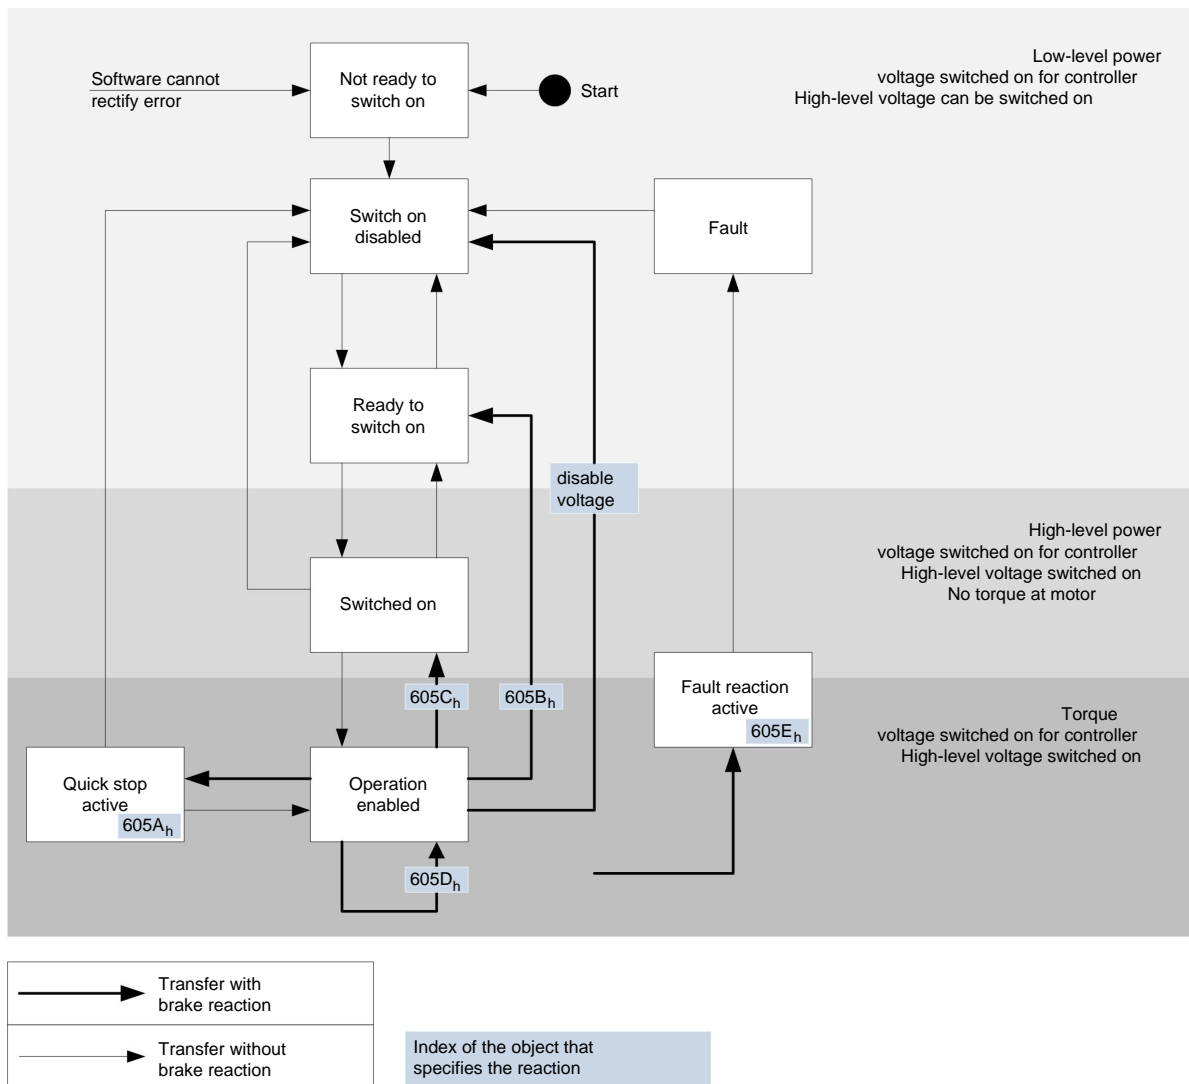 Low-level power
voltage switched on for controller
High-level voltage can be switched on
Software cannot
rectify error
Not ready to
switch on
Start
Switch on
disabled
Fault
Ready to
switch on
disable
voltage
High-level power
voltage switched on for controller
High-level voltage switched on
No torque at motor
Switched on
605Ch
605Bh
Fault reaction
active
605Eh
Torque
voltage switched on for controller
High-level voltage switched on
Quick stop
active
605Ah
Operation
enabled
605Dh
Transfer with
brake reaction
Transfer without
brake reaction
Index of the object that
specifies the reaction